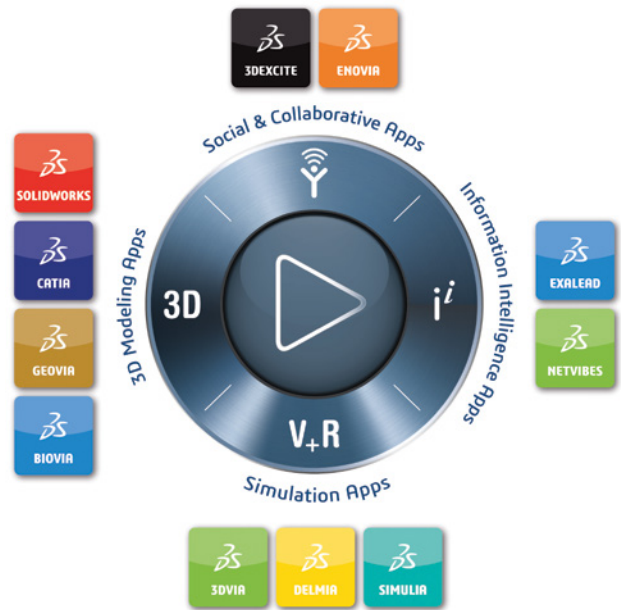 3DEXCITE
ENOVIA
Social & Collaborative Apps
SOLIDWORKS
CATIA
GEOVIA
BIOVIA
3D Modeling Apps
3D
i i
Information Intelligence Apps
EXALEAD
NETVIBES
V+R
Simulation Apps
3DVIA
DELMIA
SIMULIA